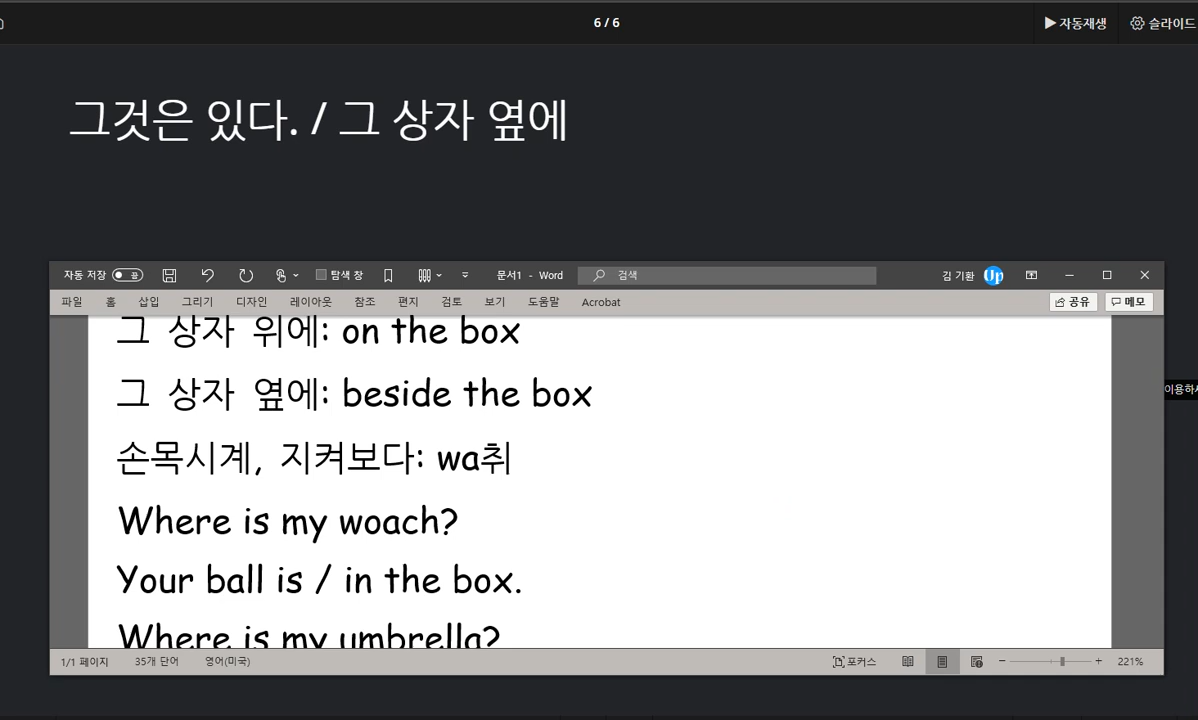 6 / 6
▶ 자동재생
슬라이드
그것은 있다. / 그 상자 옆에
자동 저장
끔
탐색 창
문서1 - Word
검색
김 기환
Up
파일 홈 삽입 그리기 디자인 레이아웃 참조 편지 검토 보기 도움말 Acrobat
공유
메모
그 상자 위에: on the box
그 상자 옆에: beside the box
이용하시
손목시계, 지켜보다: wa취
Where is my woach?
Your ball is / in the box.
Where is my umbrella?
1/1 페이지 35개 단어 영어(미국)
포커스
221%